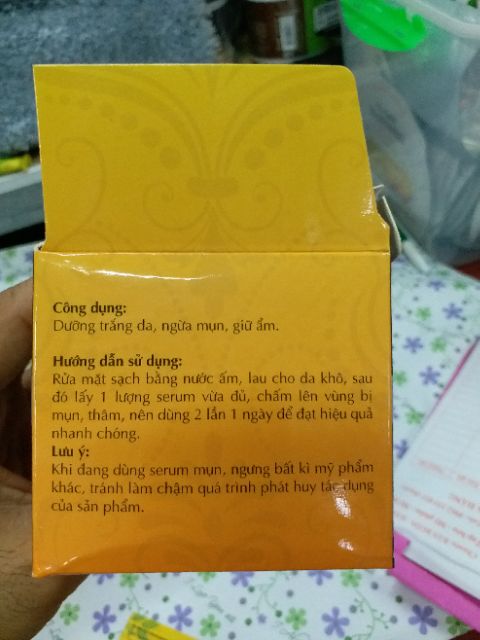 Công dụng:
Dưỡng trắng da, ngừa mụn, giữ ẩm.
Hướng dẫn sử dụng:
Rửa mặt sạch bằng nước ấm, lau cho da khô, sau
đó lấy 1 lượng serum vừa đủ, chấm lên vùng bị
mụn, thâm, nên dùng 2 lần 1 ngày để đạt hiệu quả
nhanh chóng.
Lưu ý:
Khi đang dùng serum mụn, ngưng bất kì mỹ phẩm
khác, tránh làm chậm quá trình phát huy tác dụng
của sản phẩm.